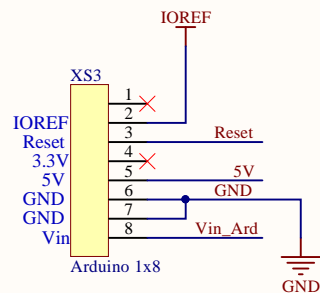 IOREF
XS3
1
IOREF 2
Reset 3 Reset
3.3V 4
5V 5 5V
GND 6 GND
GND 7
Vin 8 Vin_Ard
Arduino 1x8
GND